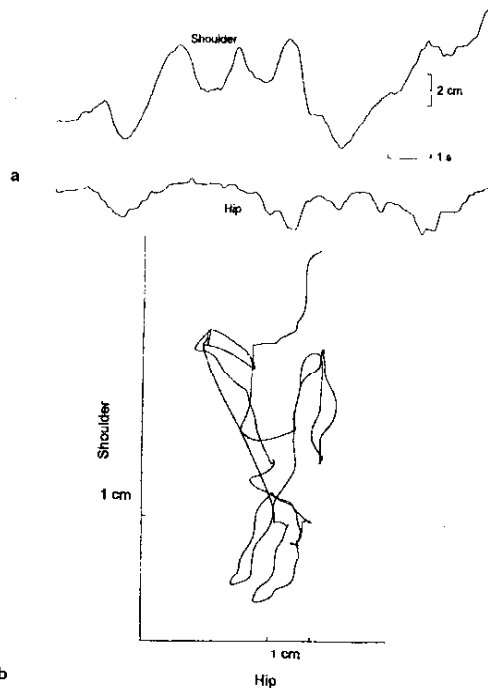 Shoulder
2 cm
1 s
a
Hip
Shoulder
1 cm
1 cm
b
Hip